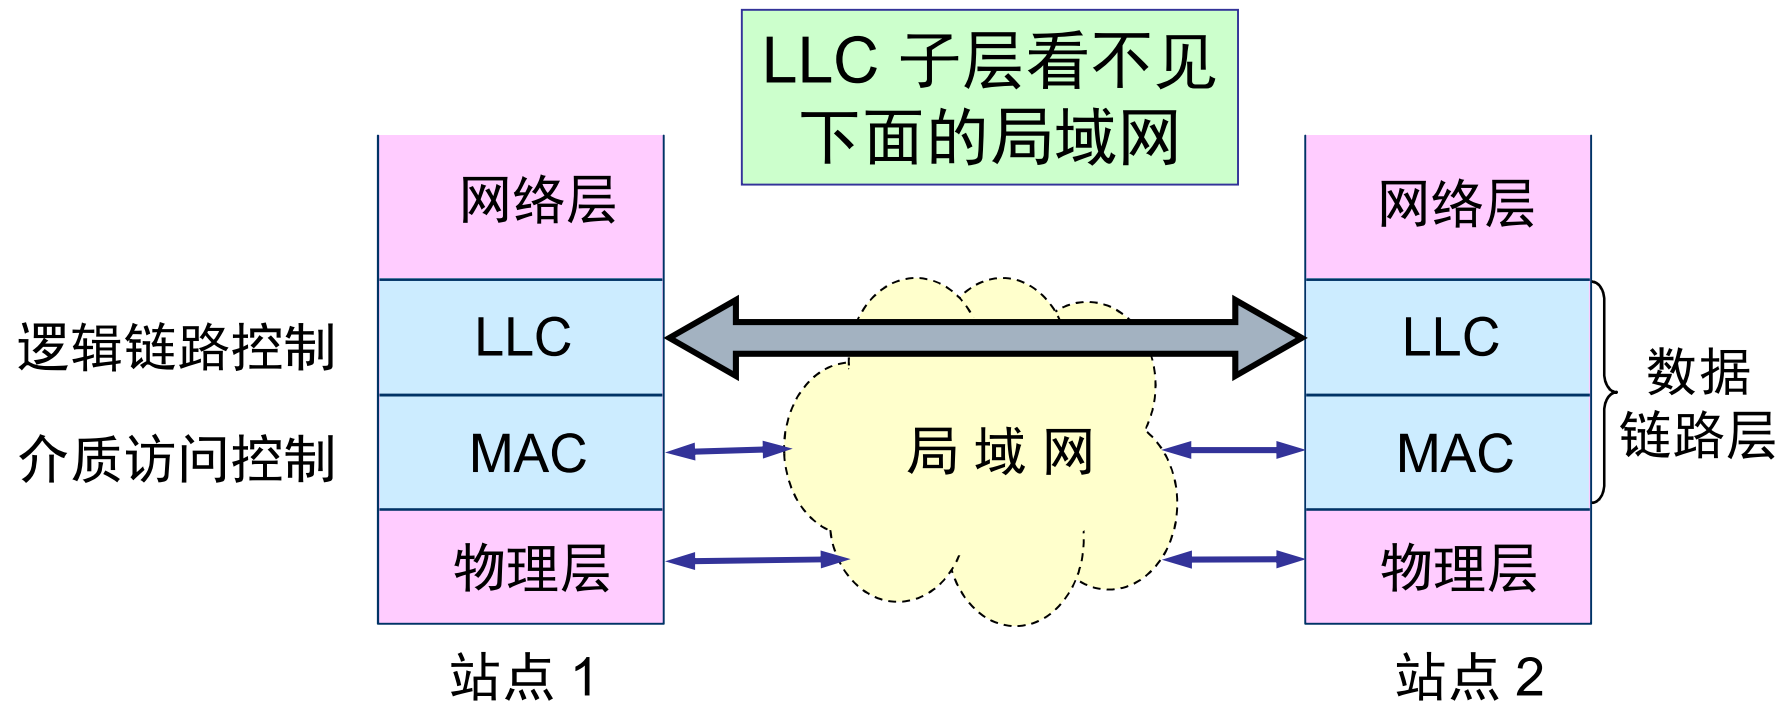 LLC 子层看不见
下面的局域网
网络层
网络层
逻辑链路控制
LLC
LLC
数据
链路层
介质访问控制
MAC
局 域 网
MAC
物理层
物理层
站点 1
站点 2